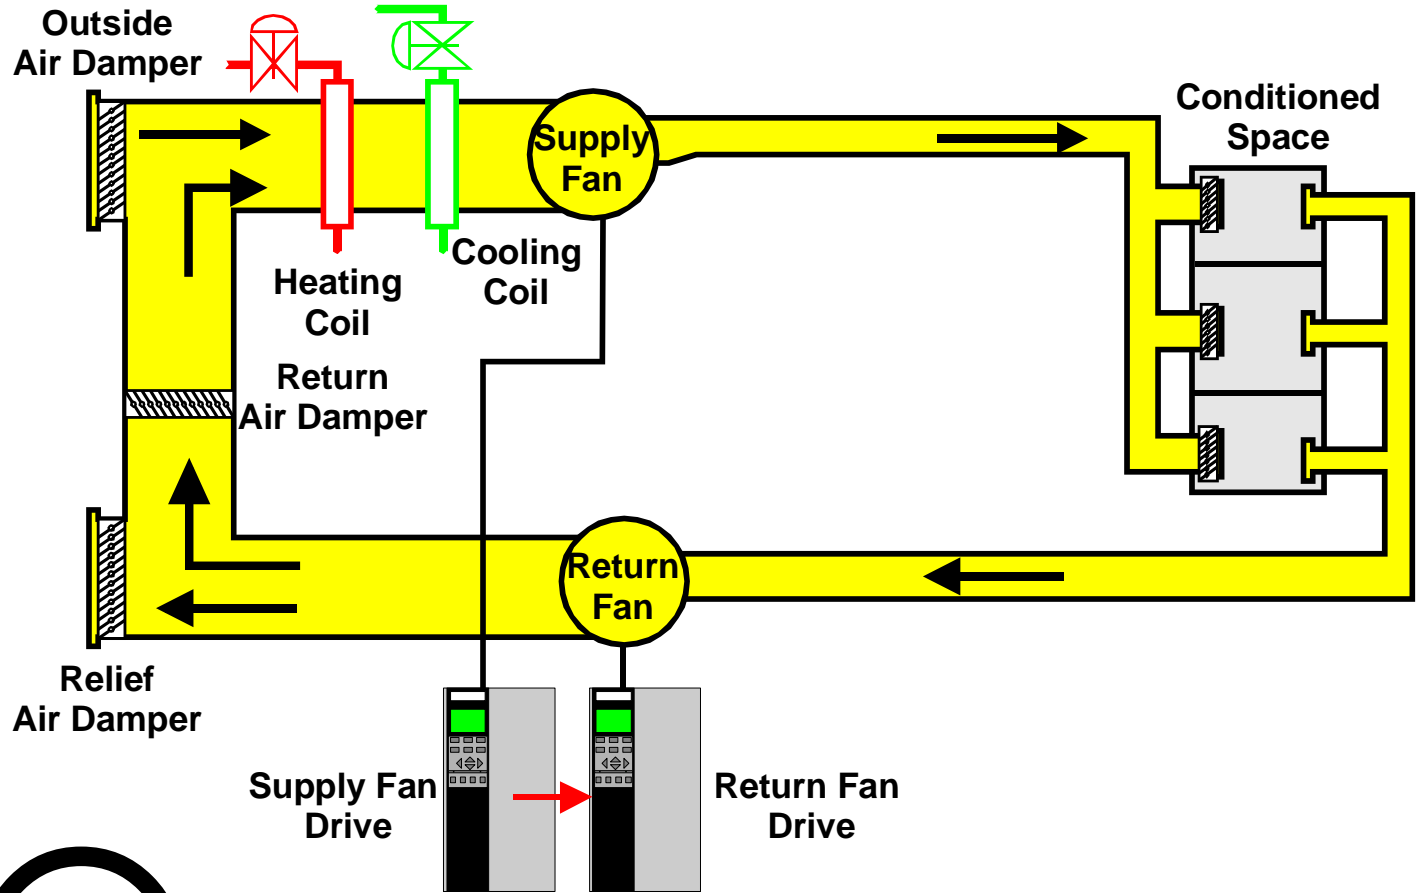 Outside
Air Damper
Conditioned
Space
Supply
Fan
Cooling
Coil
Heating
Coil
Return
Air Damper
Return
Fan
Relief
Air Damper
Supply Fan
Drive
Return Fan
Drive